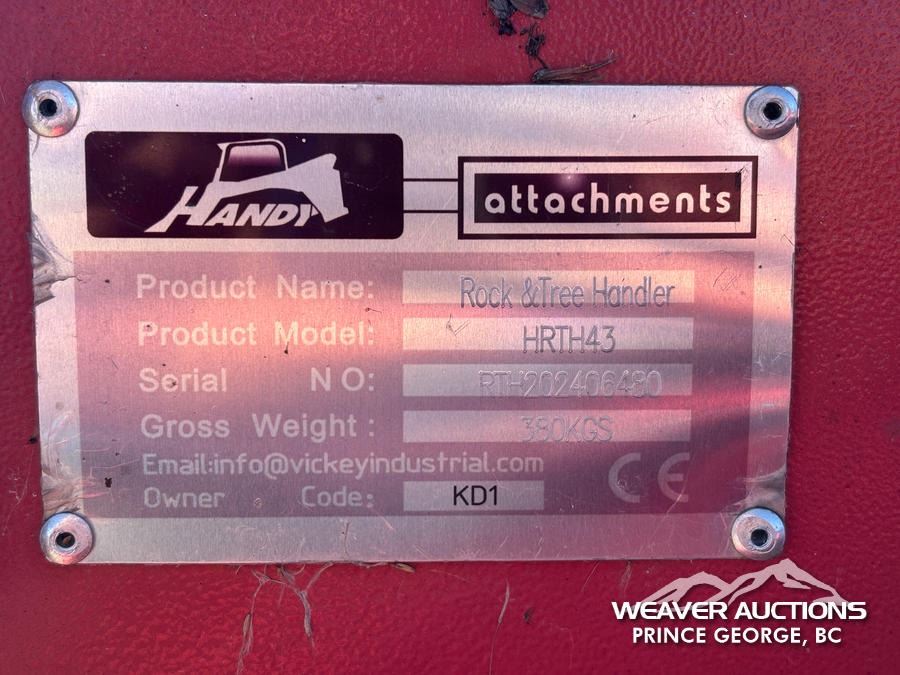 HANDY
attachments
Product Name: Rock &Tree Handler
Product Model: HRTH43
Serial NO: RTH202406480
Gross Weight: 380KGS
Email:info@vickeyindustrial.com
Owner Code: KD1
CE
WEAVER AUCTIONS
PRINCE GEORGE, BC